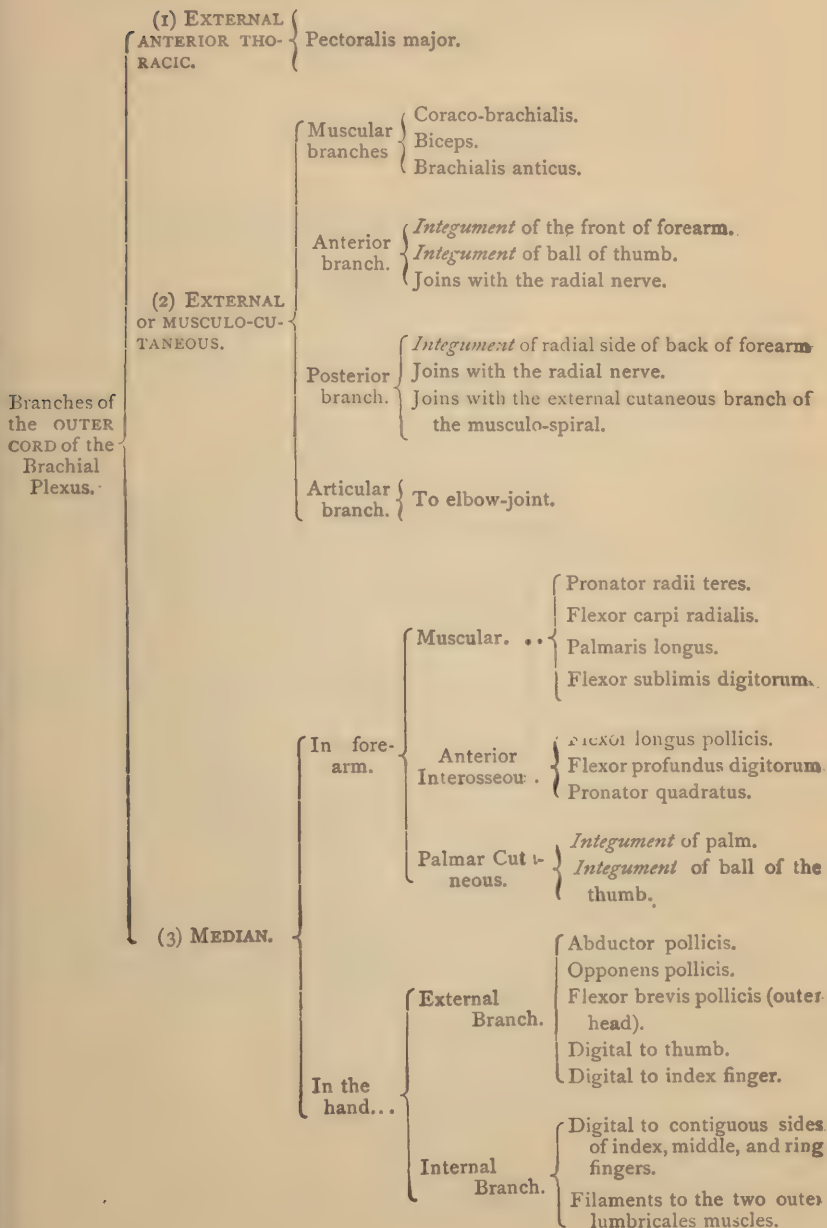 (1) EXTERNAL
ANTERIOR THO-
RACIC.
Pectoralis major.
Branches of
the OUTER
CORD of the
Brachial
Plexus.
(2) EXTERNAL
or MUSCULO-CU-
TANEOUS.
Muscular
branches
Coraco-brachialis.
Biceps.
Brachialis anticus.
Anterior
branch.
Integument of the front of forearm.
Integument of ball of thumb.
Joins with the radial nerve.
Posterior
branch.
Integument of radial side of back of forearm
Joins with the radial nerve.
Joins with the external cutaneous branch of
the musculo-spiral.
Articular
branch.
To elbow-joint.
(3) MEDIAN.
In fore-
arm.
Muscular. ..
Pronator radii teres.
Flexor carpi radialis.
Palmaris longus.
Flexor sublimis digitorum.
Anterior
Interosseou .
Flexor longus pollicis.
Flexor profundus digitorum
Pronator quadratus.
Palmar Cut -
neous.
Integument of palm.
Integument of ball of the
thumb.
In the
hand...
External
Branch.
Abductor pollicis.
Opponens pollicis.
Flexor brevis pollicis (outer
head).
Digital to thumb.
Digital to index finger.
Internal
Branch.
Digital to contiguous sides
of index, middle, and ring
fingers.
Filaments to the two outer
lumbricales muscles.